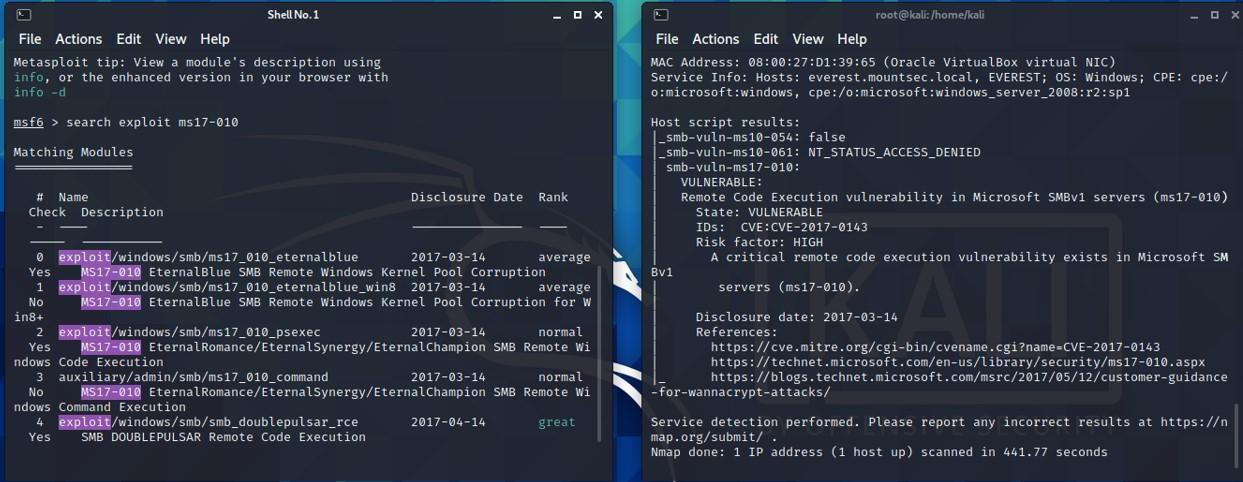 Shell No.1
File Actions Edit View Help
Metasploit tip: View a module's description using
info, or the enhanced version in your browser with
info -d
msf6 > search exploit ms17-010
Matching Modules
# Name Disclosure Date Rank
Check Description
- ---- --------------- ----
----- -----------
0 exploit/windows/smb/ms17_010_eternalblue 2017-03-14 average
Yes MS17-010 EternalBlue SMB Remote Windows Kernel Pool Corruption
1 exploit/windows/smb/ms17_010_eternalblue_win8 2017-03-14 average
No MS17-010 EternalBlue SMB Remote Windows Kernel Pool Corruption for W
in8+
2 exploit/windows/smb/ms17_010_psexec 2017-03-14 normal
Yes MS17-010 EternalRomance/EternalSynergy/EternalChampion SMB Remote Wi
ndows Code Execution
3 auxiliary/admin/smb/ms17_010_command 2017-03-14 normal
No MS17-010 EternalRomance/EternalSynergy/EternalChampion SMB Remote Wi
ndows Command Execution
4 exploit/windows/smb/smb_doublepulsar_rce 2017-04-14 great
Yes SMB DOUBLEPULSAR Remote Code Execution
root@kali: /home/kali
File Actions Edit View Help
MAC Address: 08:00:27:D1:39:65 (Oracle VirtualBox virtual NIC)
Service Info: Hosts: everest.mountsec.local, EVEREST; OS: Windows; CPE: cpe:/
o:microsoft:windows, cpe:/o:microsoft:windows_server_2008:r2:sp1
Host script results:
|_smb-vuln-ms10-054: false
|_smb-vuln-ms10-061: NT_STATUS_ACCESS_DENIED
| smb-vuln-ms17-010:
| VULNERABLE:
| Remote Code Execution vulnerability in Microsoft SMBv1 servers (ms17-010)
| State: VULNERABLE
| IDs: CVE:CVE-2017-0143
| Risk factor: HIGH
| A critical remote code execution vulnerability exists in Microsoft SM
Bv1
| servers (ms17-010).
|
| Disclosure date: 2017-03-14
| References:
| https://cve.mitre.org/cgi-bin/cvename.cgi?name=CVE-2017-0143
| https://technet.microsoft.com/en-us/library/security/ms17-010.aspx
|_ https://blogs.technet.microsoft.com/msrc/2017/05/12/customer-guidance
-for-wannacrypt-attacks/
Service detection performed. Please report any incorrect results at https://n
map.org/submit/ .
Nmap done: 1 IP address (1 host up) scanned in 441.77 seconds
KALI
BY OFFENSIVE SECURITY